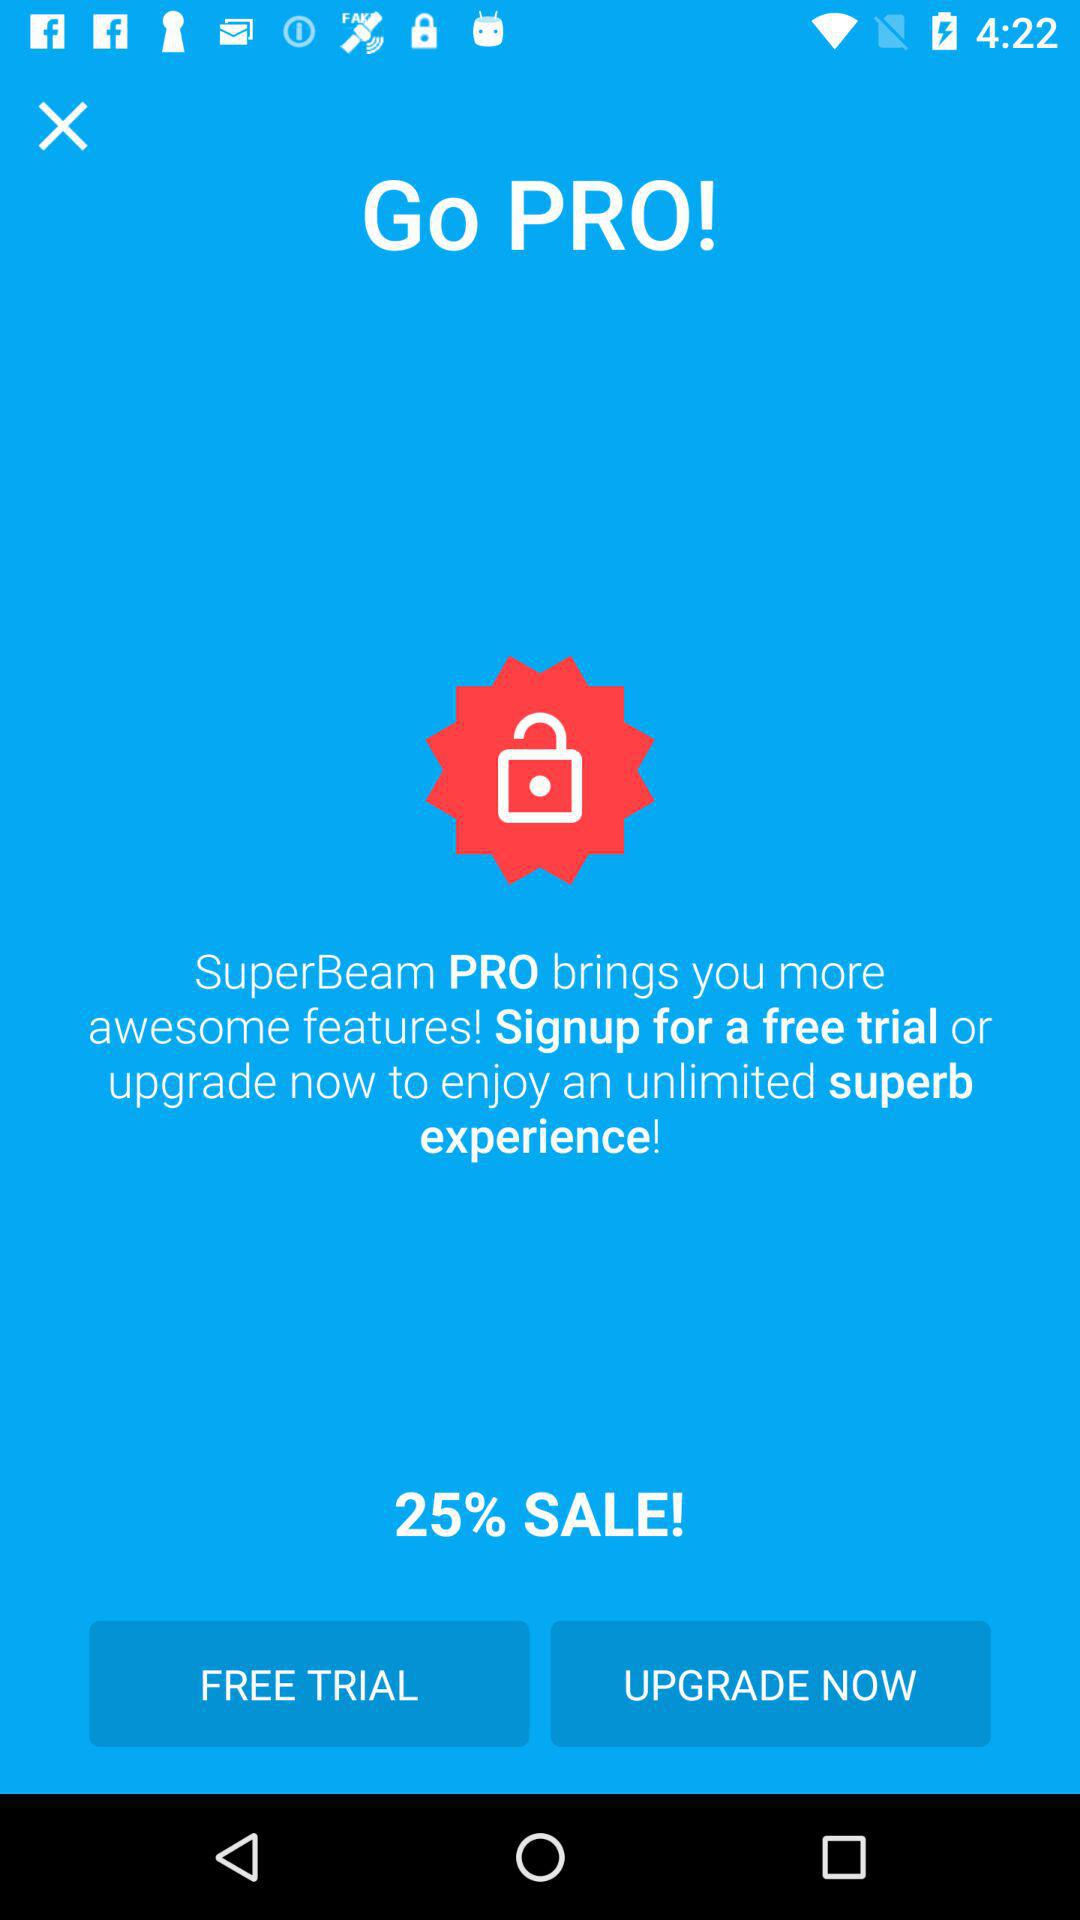 4:22
Go PRO!
SuperBeam PRO brings you more
awesome features! Signup for a free trial or
upgrade now to enjoy an unlimited superb
experience!
25% SALE!
FREE TRIAL
UPGRADE NOW